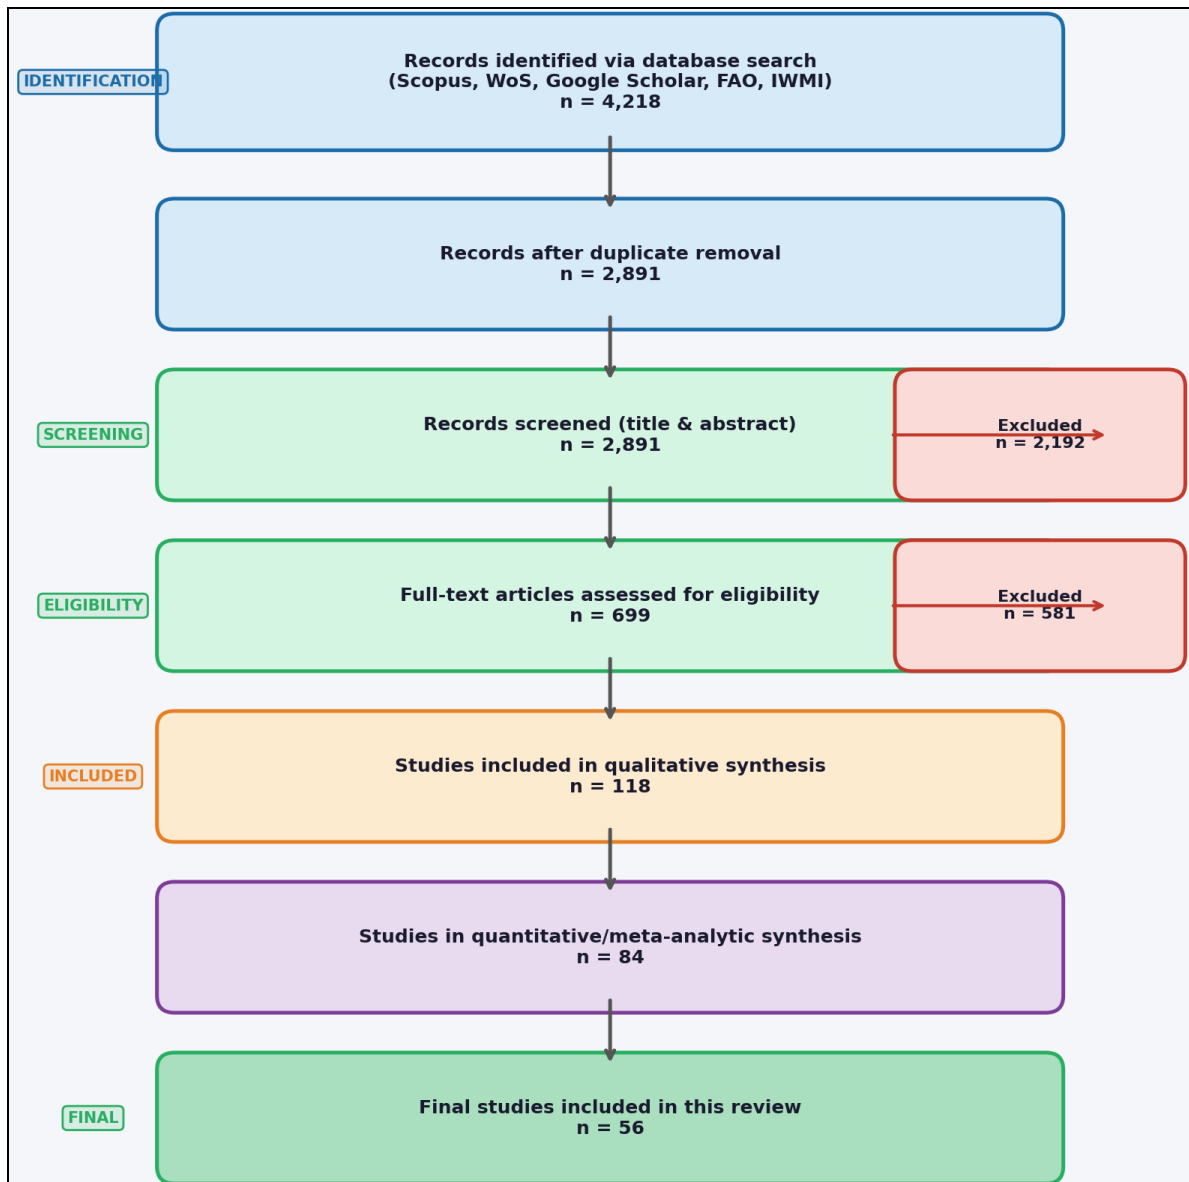 IDENTIFICATION
Records identified via database search
(Scopus, WoS, Google Scholar, FAO, IWMI)
n = 4,218
Records after duplicate removal
n = 2,891
SCREENING
Records screened (title & abstract)
n = 2,891
Excluded
n = 2,192
ELIGIBILITY
Full-text articles assessed for eligibility
n = 699
Excluded
n = 581
INCLUDED
Studies included in qualitative synthesis
n = 118
Studies in quantitative/meta-analytic synthesis
n = 84
FINAL
Final studies included in this review
n = 56